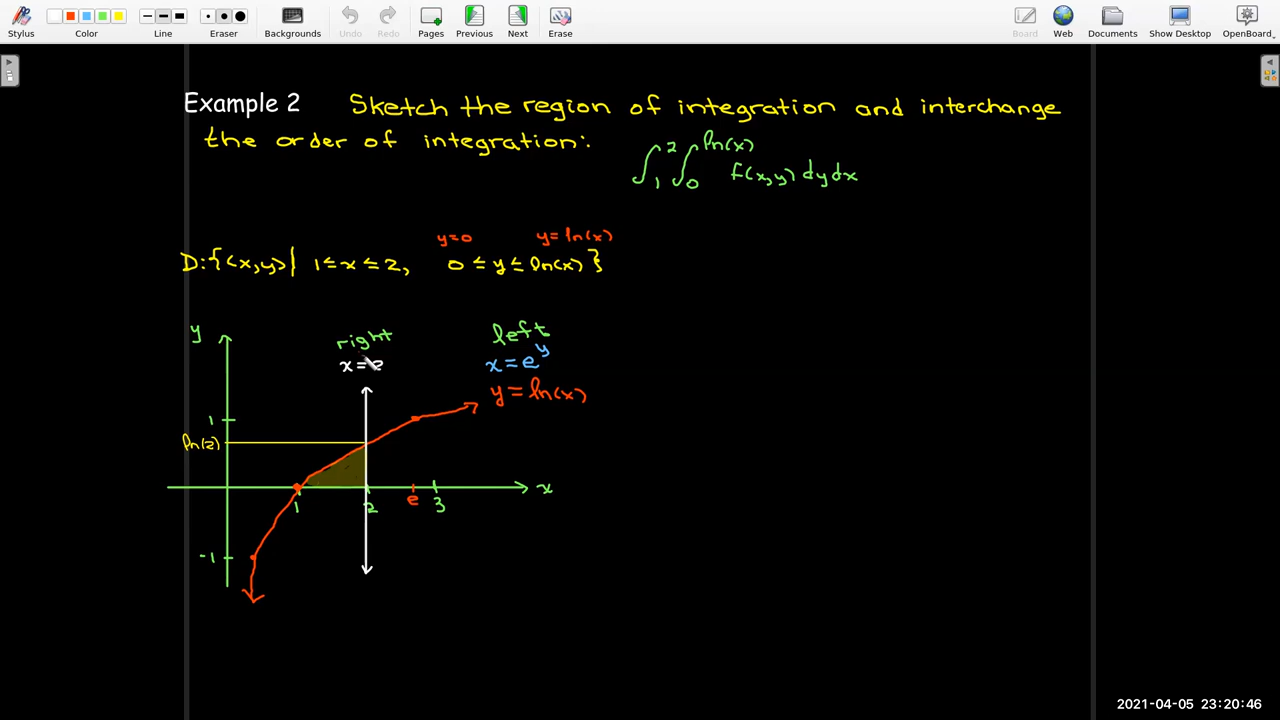 Stylus Color Line Eraser Backgrounds Undo Redo Pages Previous Next Erase Board Web Documents Show Desktop OpenBoard
Example 2 Sketch the region of integration and interchange
the order of integration: ∫₁² ∫₀^ln(x) f(x,y) dy dx
y=0 y=ln(x)
D:{(x,y)| 1≤x≤2, 0≤y≤ln(x)}
y
right left
x= x=e^y
y=ln(x)
1
ln(2)
x
1 2 e 3
-1
2021-04-05 23:20:46